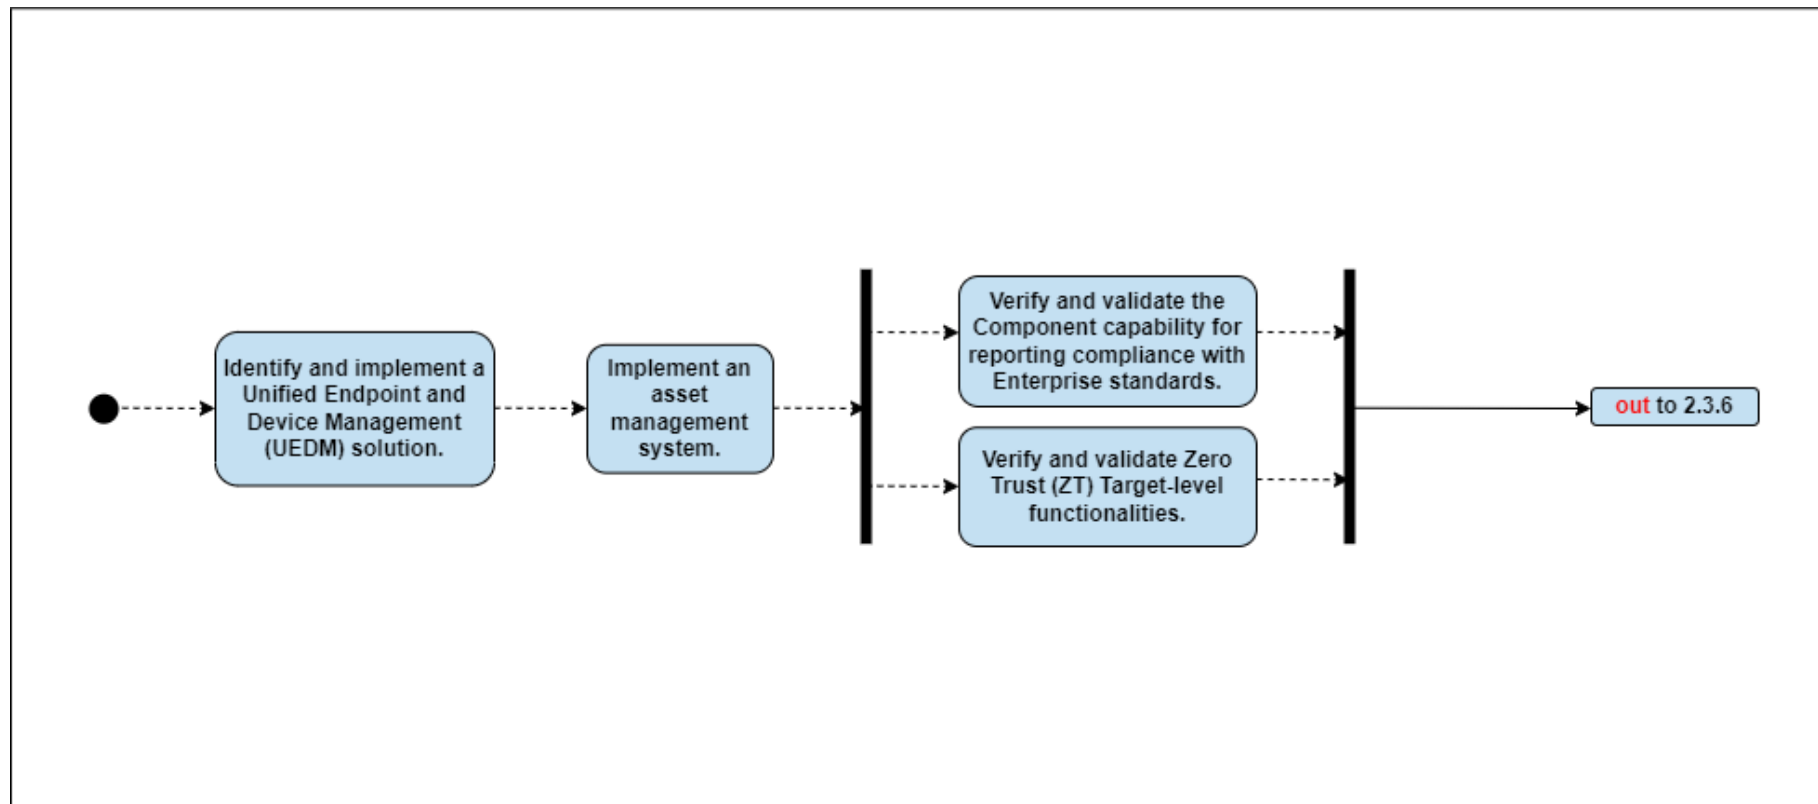 Identify and implement a
Unified Endpoint and
Device Management
(UEDM) solution.
Implement an
asset
management
system.
Verify and validate the
Component capability for
reporting compliance with
Enterprise standards.
Verify and validate Zero
Trust (ZT) Target-level
functionalities.
out to 2.3.6